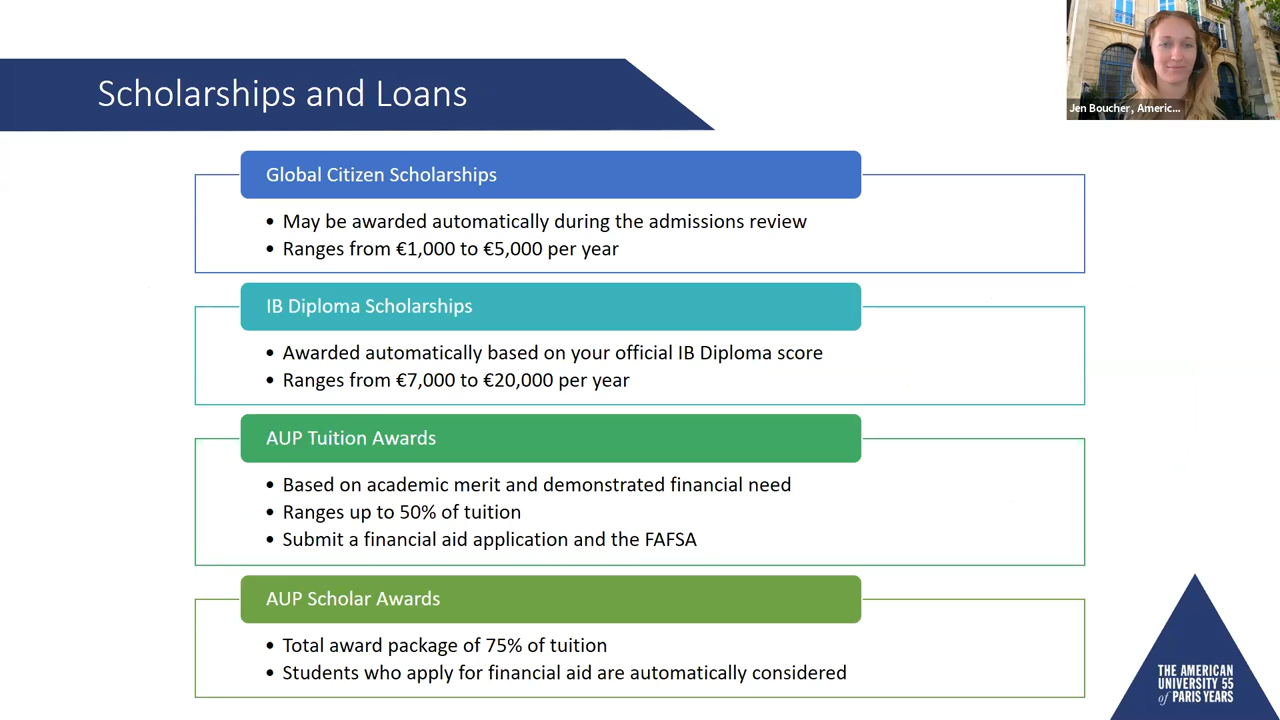 Scholarships and Loans
Jen Boucher, Americ...
Global Citizen Scholarships
• May be awarded automatically during the admissions review
• Ranges from €1,000 to €5,000 per year
IB Diploma Scholarships
• Awarded automatically based on your official IB Diploma score
• Ranges from €7,000 to €20,000 per year
AUP Tuition Awards
• Based on academic merit and demonstrated financial need
• Ranges up to 50% of tuition
• Submit a financial aid application and the FAFSA
AUP Scholar Awards
• Total award package of 75% of tuition
• Students who apply for financial aid are automatically considered
THE AMERICAN
UNIVERSITY 55
of PARIS YEARS